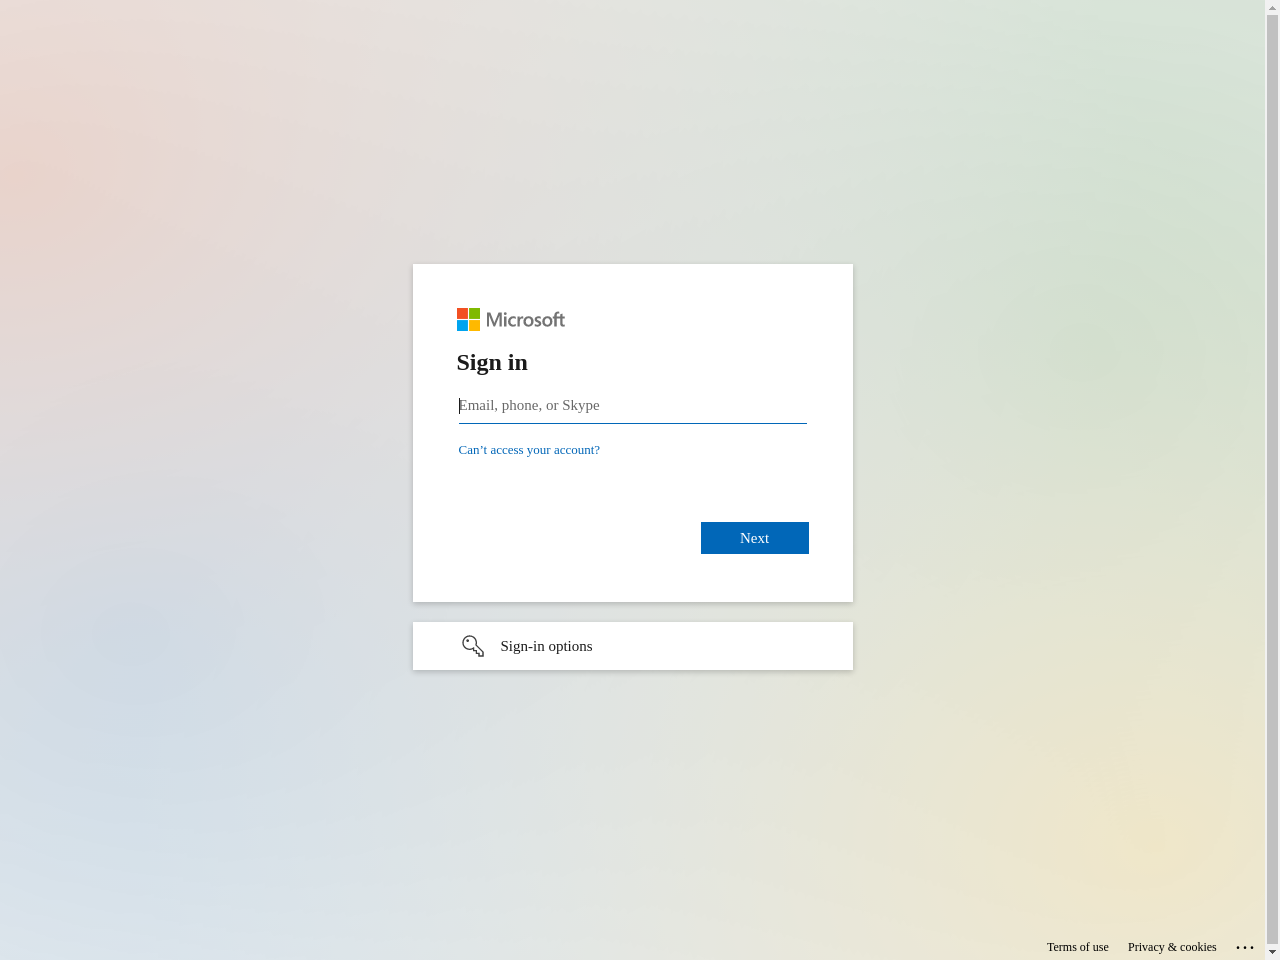 Microsoft
Sign in
Email, phone, or Skype
Can’t access your account?
Next
Sign-in options
Terms of use Privacy & cookies ...